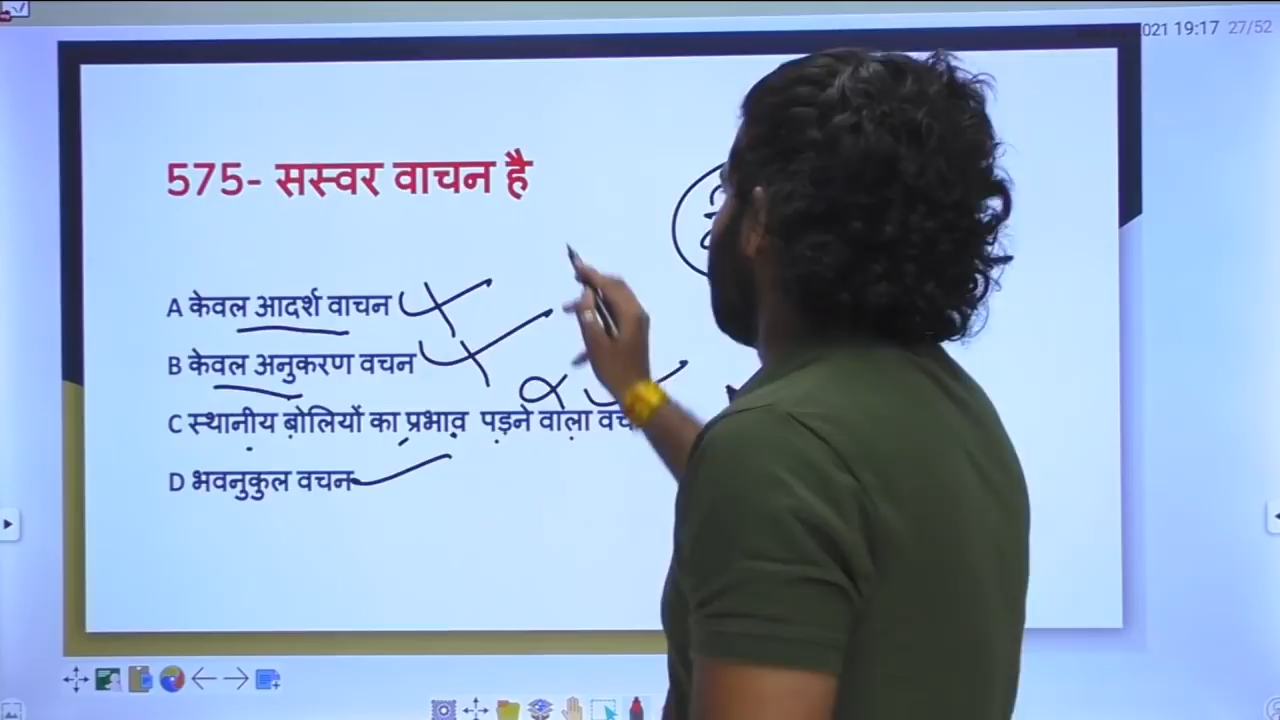 021 19:17 27/52
575- सस्वर वाचन है
A केवल आदर्श वाचन
B केवल अनुकरण वचन
C स्थानीय बोलियों का प्रभाव पड़ने वाला
D भवनुकुल वचन